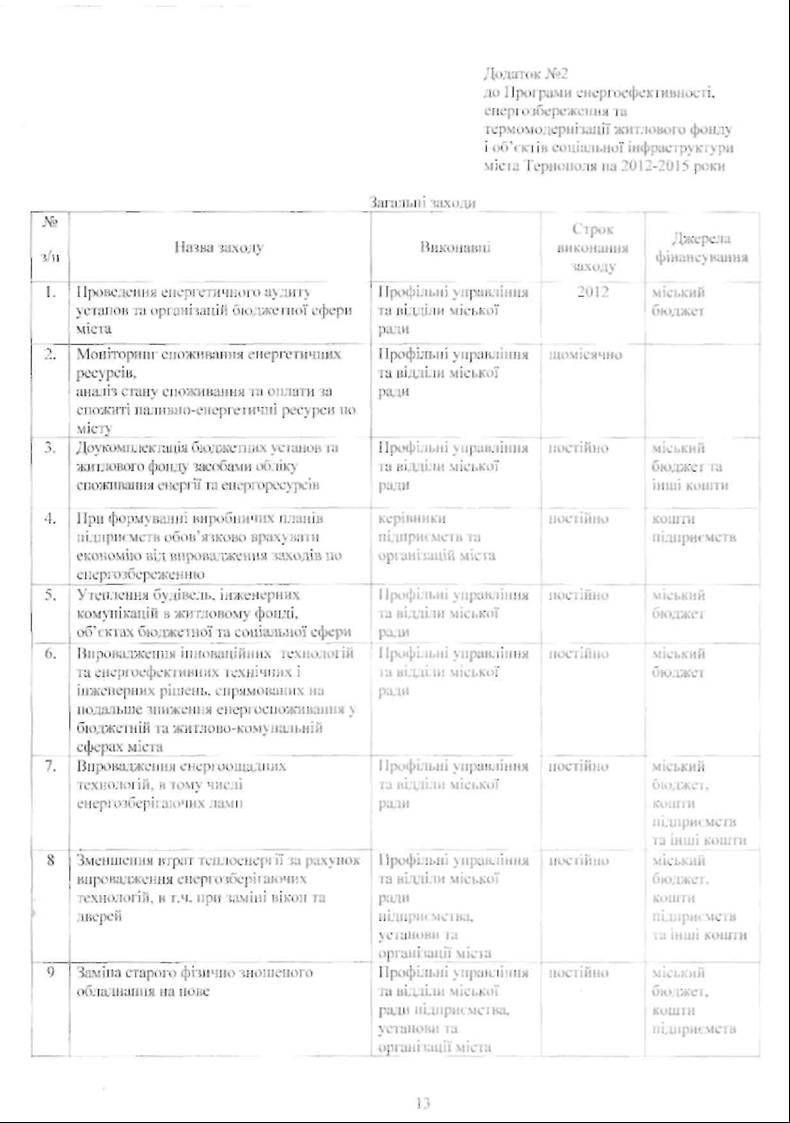 Додаток №2
до Програми енергоефективності,
енергозбереження та
термомодернізації житлового фонду
і об’єктів соціальної інфраструктури
міста Тернополя на 2012-2015 роки
Загальні заходи
№
з/п
Назва заходу
Виконавці
Строк
виконання
заходу
Джерела
фінансування
1.
Проведення енергетичного аудиту
установ та організацій бюджетної сфери
міста
Профільні управління
та відділи міської
ради
2012
міський
бюджет
2.
Моніторинг споживання енергетичних
ресурсів,
аналіз стану споживання та оплати за
спожиті паливно-енергетичні ресурси по
місту
Профільні управління
та відділи міської
ради
щомісячно
3.
Доукомплектація бюджетних установ та
житлового фонду засобами обліку
споживання енергії та енергоресурсів
Профільні управління
та відділи міської
ради
постійно
міський
бюджет та
інші кошти
4.
При формуванні виробничих планів
підприємств обов’язково врахувати
економію від впровадження заходів по
енергозбереженню
керівники
підприємств та
організацій міста
постійно
кошти
підприємств
5.
Утеплення будівель, інженерних
комунікацій в житловому фонді,
об’єктах бюджетної та соціальної сфери
Профільні управління
та відділи міської
ради
постійно
міський
бюджет
6.
Впровадження інноваційних технологій
та енергоефективних технічних і
інженерних рішень, спрямованих на
подальше зниження енергоспоживання у
бюджетній та житлово-комунальній
сферах міста
Профільні управління
та відділи міської
ради
постійно
міський
бюджет
7.
Впровадження енергоощадних
технологій, в тому числі
енергозберігаючих ламп
Профільні управління
та відділи міської
ради
постійно
міський
бюджет,
кошти
підприємств
та інші кошти
8
Зменшення втрат теплоенергії за рахунок
впровадження енергозберігаючих
технологій, в т.ч. при заміні вікон та
дверей
Профільні управління
та відділи міської
ради
підприємства,
установи та
організації міста
постійно
міський
бюджет,
кошти
підприємств
та інші кошти
9
Заміна старого фізично зношеного
обладнання на нове
Профільні управління
та відділи міської
ради підприємства,
установи та
організації міста
постійно
міський
бюджет,
кошти
підприємств
13